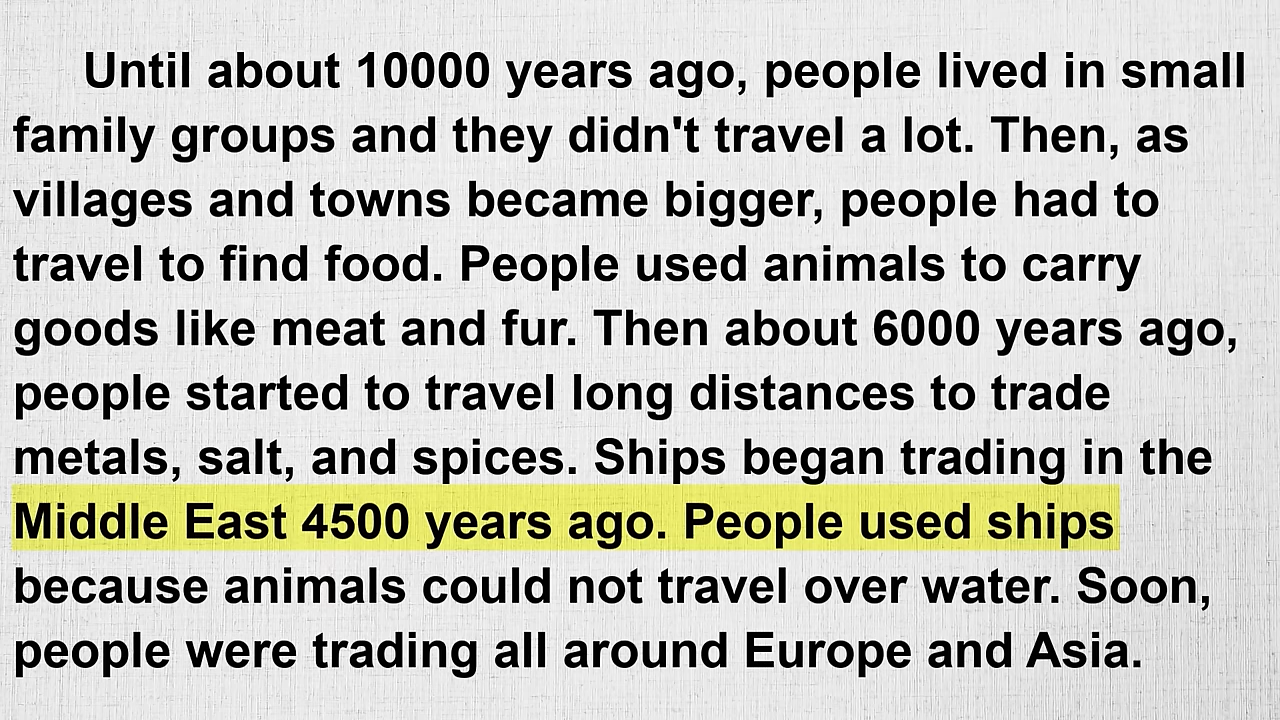 Until about 10000 years ago, people lived in small
family groups and they didn't travel a lot. Then, as
villages and towns became bigger, people had to
travel to find food. People used animals to carry
goods like meat and fur. Then about 6000 years ago,
people started to travel long distances to trade
metals, salt, and spices. Ships began trading in the
Middle East 4500 years ago. People used ships
because animals could not travel over water. Soon,
people were trading all around Europe and Asia.